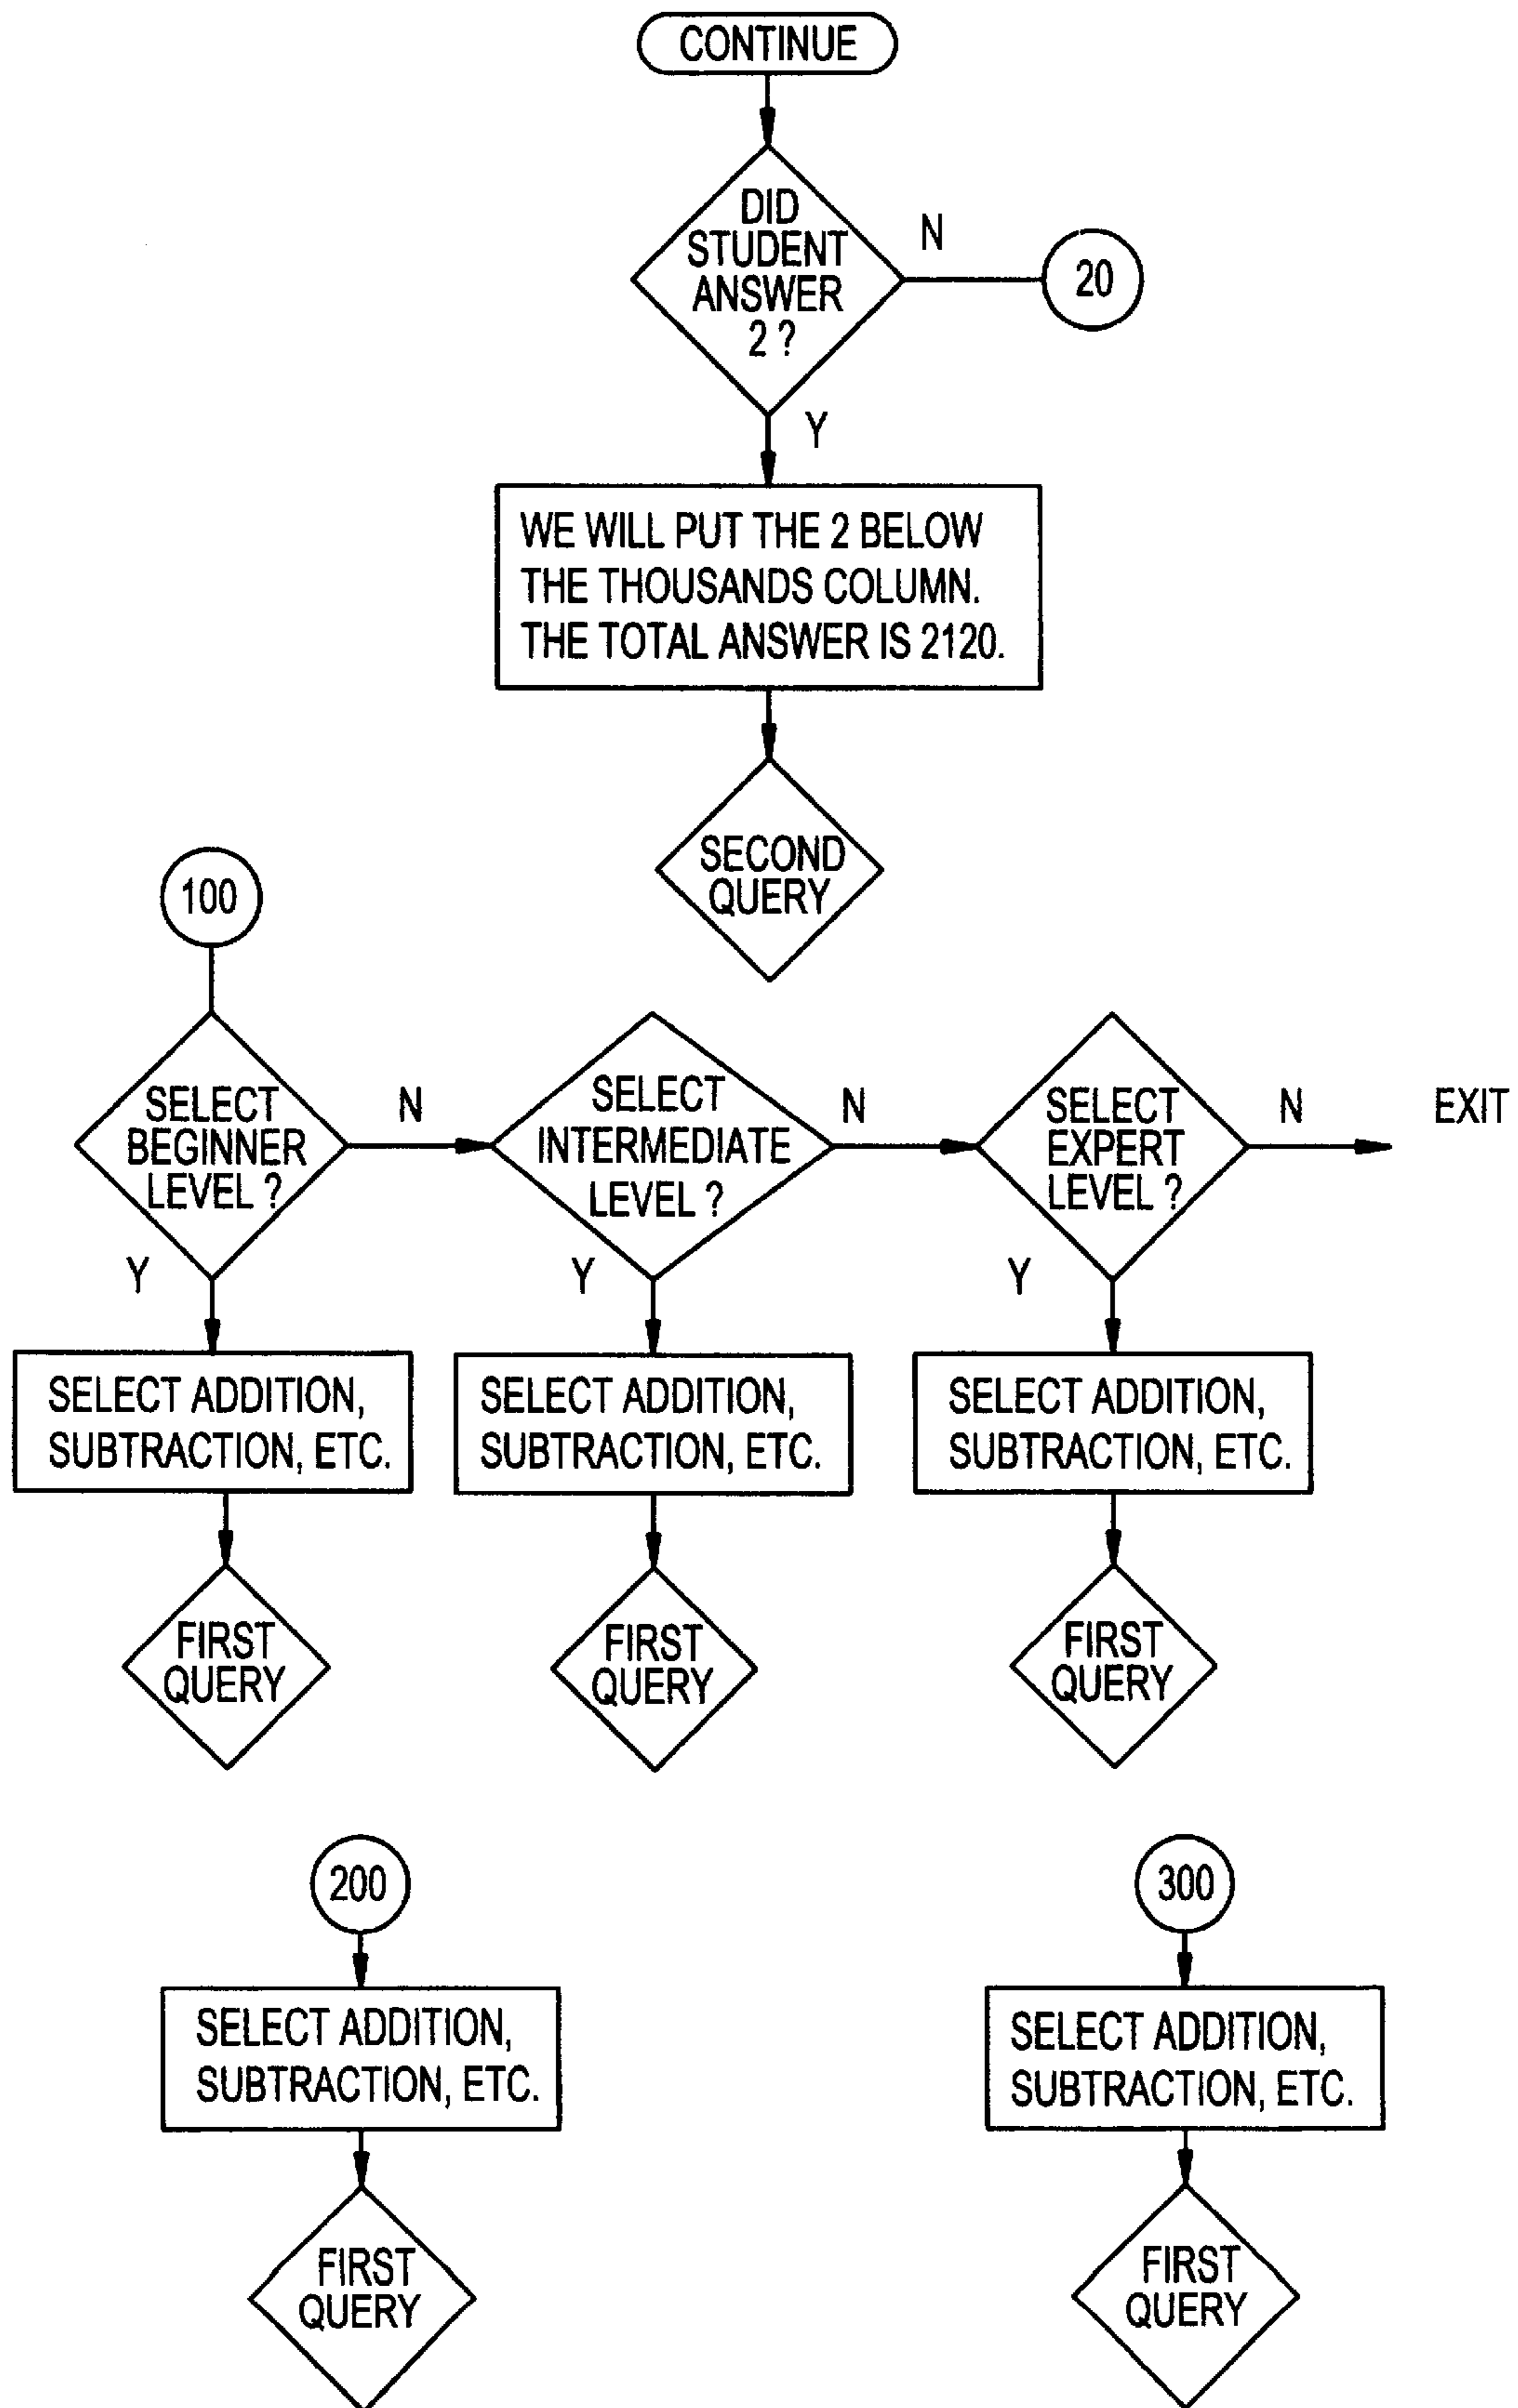 CONTINUE
DID
STUDENT
ANSWER
2 ?
N
20
Y
WE WILL PUT THE 2 BELOW
THE THOUSANDS COLUMN.
THE TOTAL ANSWER IS 2120.
SECOND
QUERY
100
SELECT
BEGINNER
LEVEL ?
N
SELECT
INTERMEDIATE
LEVEL ?
N
SELECT
EXPERT
LEVEL ?
N
EXIT
Y
Y
Y
SELECT ADDITION,
SUBTRACTION, ETC.
SELECT ADDITION,
SUBTRACTION, ETC.
SELECT ADDITION,
SUBTRACTION, ETC.
FIRST
QUERY
FIRST
QUERY
FIRST
QUERY
200
300
SELECT ADDITION,
SUBTRACTION, ETC.
SELECT ADDITION,
SUBTRACTION, ETC.
FIRST
QUERY
FIRST
QUERY